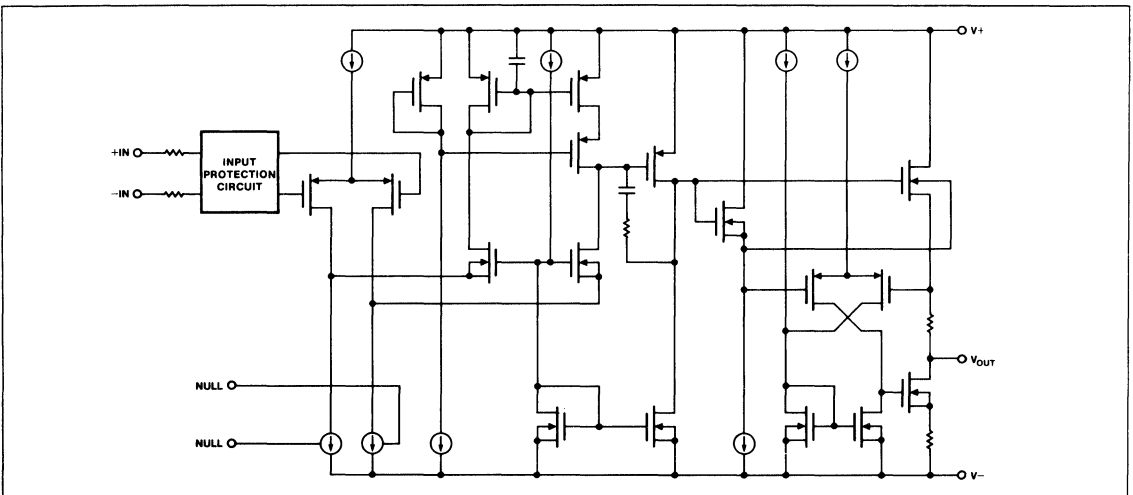 V+
+IN
−IN
INPUT
PROTECTION
CIRCUIT
VOUT
NULL
NULL
V−